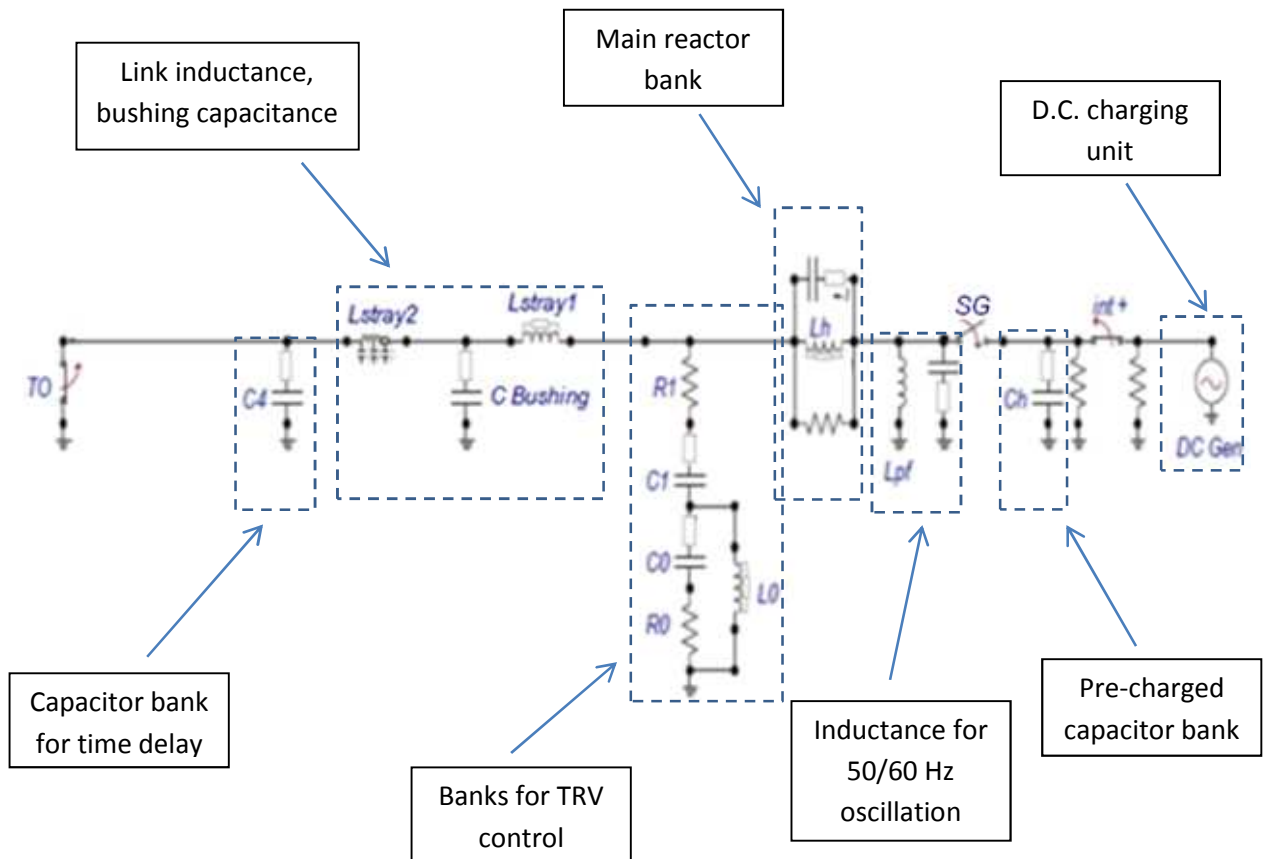 Link inductance,
bushing capacitance
Main reactor
bank
D.C. charging
unit
Lstray2
Lstray1
Lh
SG
int +
TO
C4
C Bushing
R1
Lpf
Ch
DC Gen
C1
C0
L0
R0
Capacitor bank
for time delay
Banks for TRV
control
Inductance for
50/60 Hz
oscillation
Pre-charged
capacitor bank